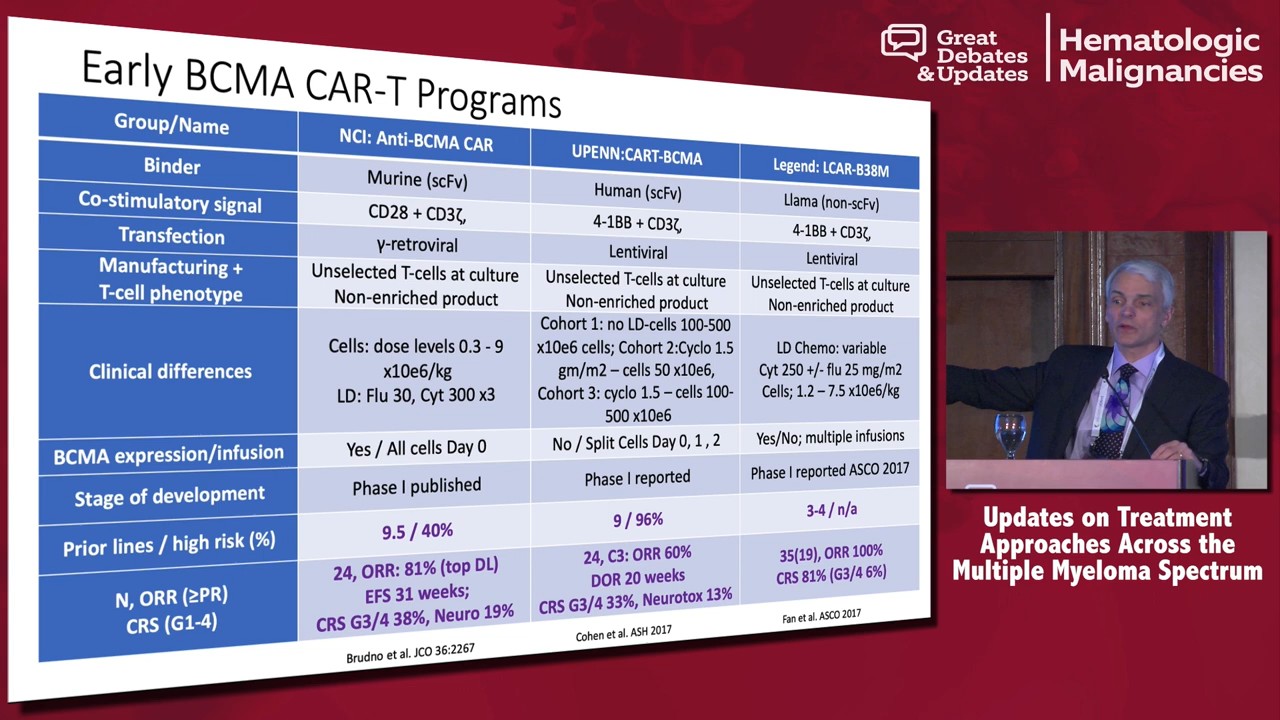 Early BCMA CAR-T Programs
Group/Name
NCI: Anti-BCMA CAR
UPENN:CART-BCMA
Legend: LCAR-B38M
Binder
Murine (scFv)
Human (scFv)
Llama (non-scFv)
Co-stimulatory signal
CD28 + CD3ζ,
4-1BB + CD3ζ,
4-1BB + CD3ζ,
Transfection
γ-retroviral
Lentiviral
Lentiviral
Manufacturing +
T-cell phenotype
Unselected T-cells at culture
Non-enriched product
Unselected T-cells at culture
Non-enriched product
Unselected T-cells at culture
Non-enriched product
Clinical differences
Cells: dose levels 0.3 - 9
x10e6/kg
LD: Flu 30, Cyt 300 x3
Cohort 1: no LD-cells 100-500
x10e6 cells; Cohort 2:Cyclo 1.5
gm/m2 – cells 50 x10e6,
Cohort 3: cyclo 1.5 – cells 100-
500 x10e6
LD Chemo: variable
Cyt 250 +/- flu 25 mg/m2
Cells; 1.2 – 7.5 x10e6/kg
BCMA expression/infusion
Yes / All cells Day 0
No / Split Cells Day 0, 1 , 2
Yes/No; multiple infusions
Stage of development
Phase I published
Phase I reported
Phase I reported ASCO 2017
Prior lines / high risk (%)
9.5 / 40%
9 / 96%
3-4 / n/a
N, ORR (≥PR)
CRS (G1-4)
24, ORR: 81% (top DL)
EFS 31 weeks;
CRS G3/4 38%, Neuro 19%
24, C3: ORR 60%
DOR 20 weeks
CRS G3/4 33%, Neurotox 13%
35(19), ORR 100%
CRS 81% (G3/4 6%)
Brudno et al. JCO 36:2267
Cohen et al. ASH 2017
Fan et al. ASCO 2017
Great
Debates
&Updates
Hematologic
Malignancies
Updates on Treatment
Approaches Across the
Multiple Myeloma Spectrum